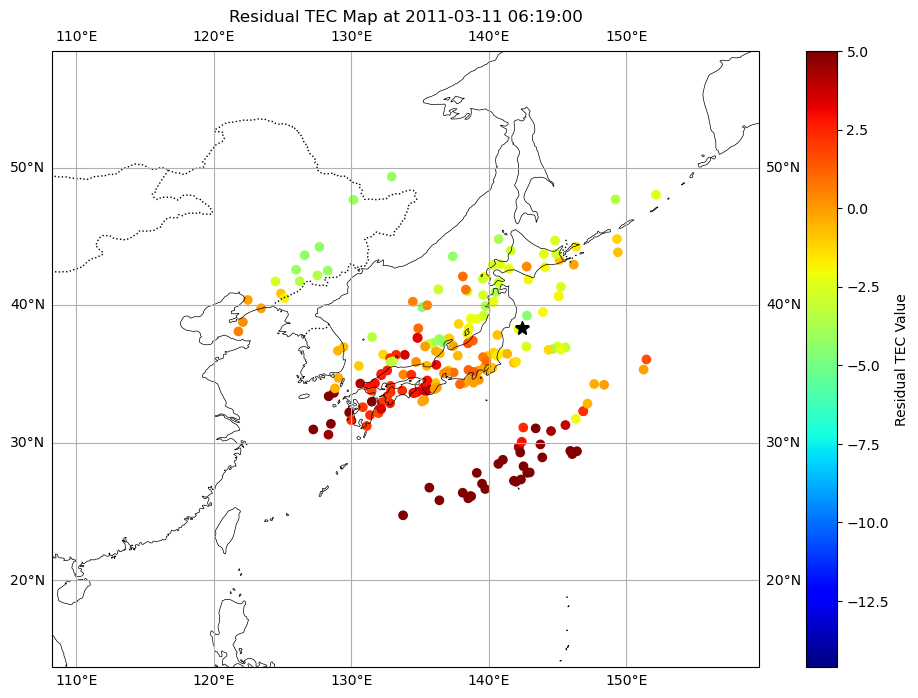 Residual TEC Map at 2011-03-11 06:19:00
110°E 120°E 130°E 140°E 150°E
50°N 50°N
40°N 40°N
30°N 30°N
20°N 20°N
110°E 120°E 130°E 140°E 150°E
5.0
2.5
0.0
−2.5
−5.0
−7.5
−10.0
−12.5
Residual TEC Value